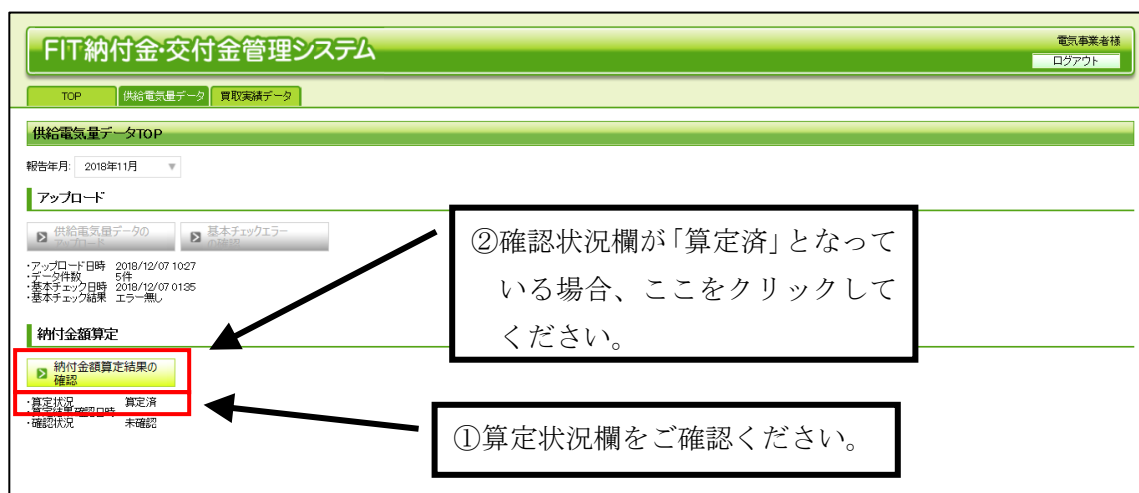 FIT納付金・交付金管理システム
電気事業者様
ログアウト
TOP 供給電気量データ 買取実績データ
供給電気量データTOP
報告年月: 2018年11月
アップロード
供給電気量データの
アップロード
基本チェックエラー
の確認
・アップロード日時 2018/12/07 10:27
・データ件数 5件
・基本チェック日時 2018/12/07 01:35
・基本チェック結果 エラー無し
②確認状況欄が「算定済」となって
いる場合、ここをクリックして
ください。
納付金額算定
納付金額算定結果の
確認
・算定状況 算定済
・算定結果確認日時
・確認状況 未確認
①算定状況欄をご確認ください。